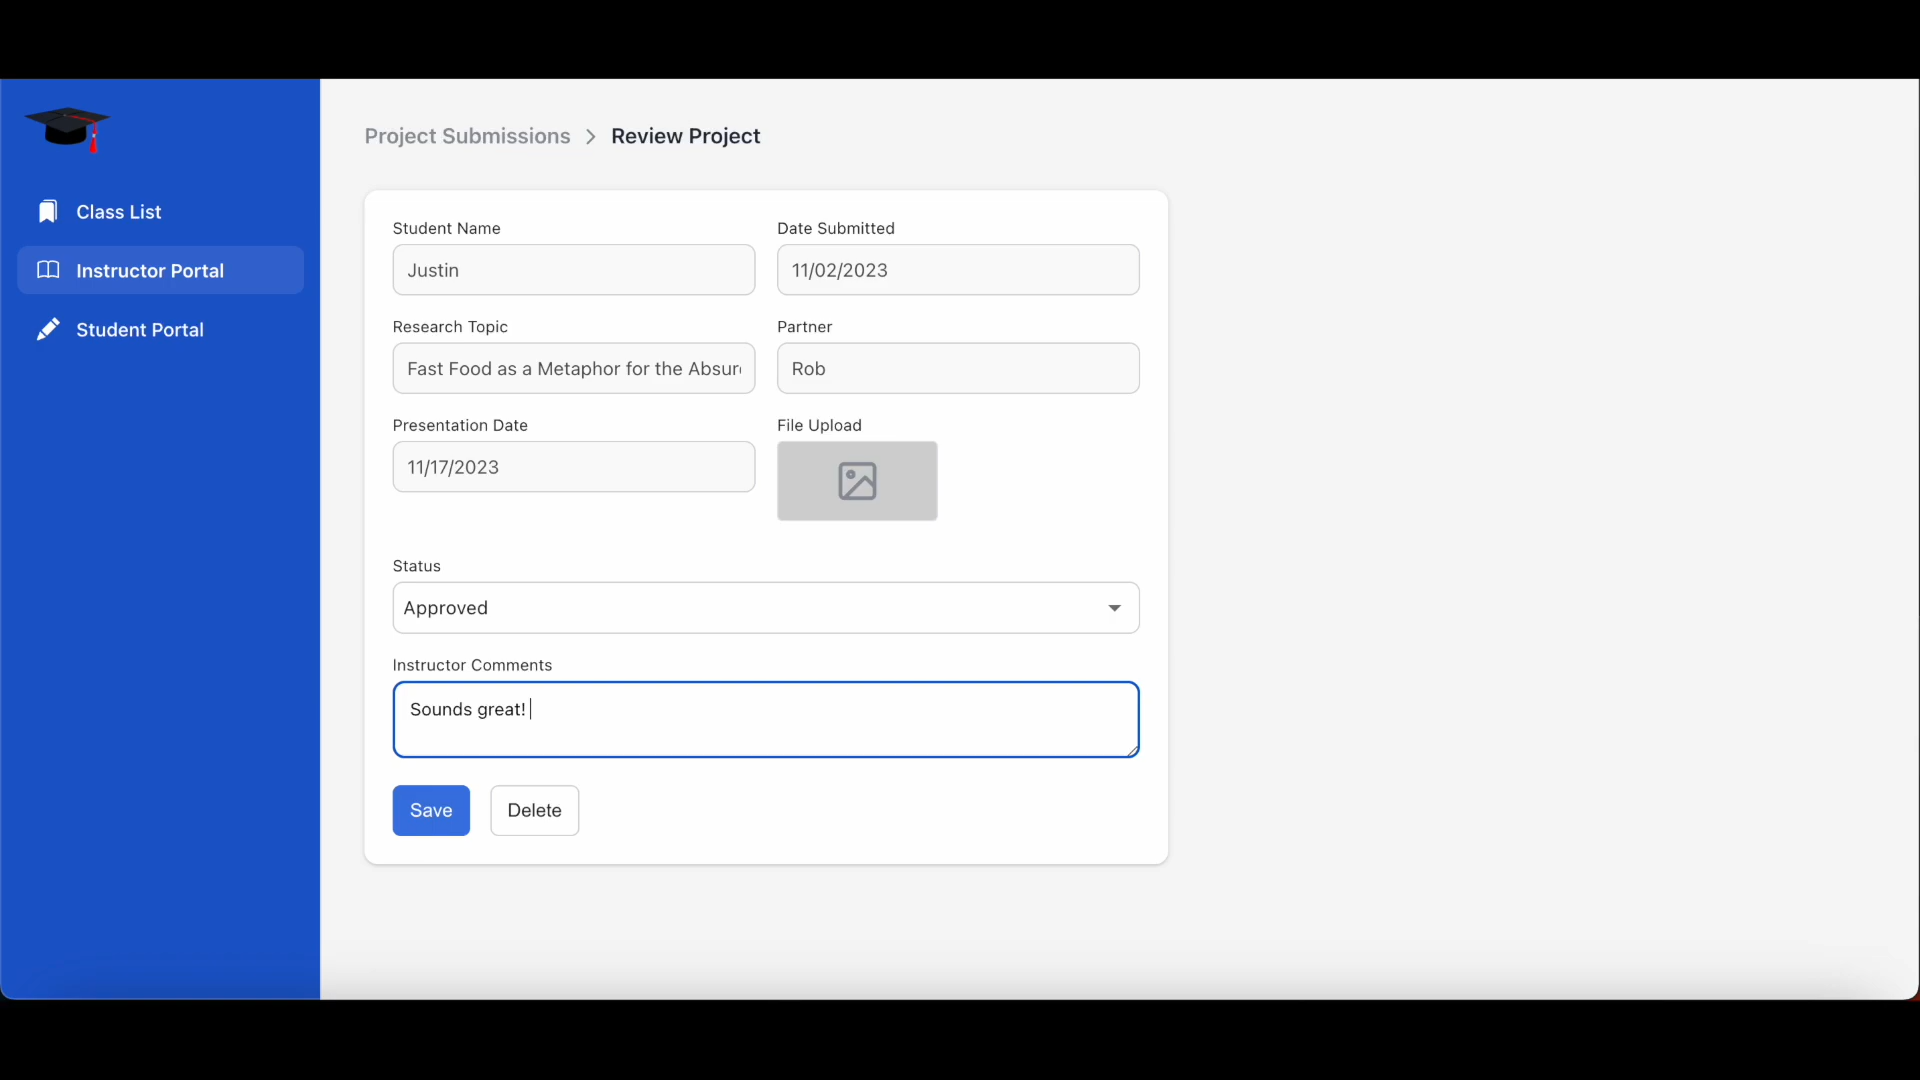 Project Submissions > Review Project
Class List
Instructor Portal
Student Portal
Student Name
Justin
Date Submitted
11/02/2023
Research Topic
Fast Food as a Metaphor for the Absur
Partner
Rob
Presentation Date
11/17/2023
File Upload
Status
Approved
Instructor Comments
Sounds great!
Save
Delete